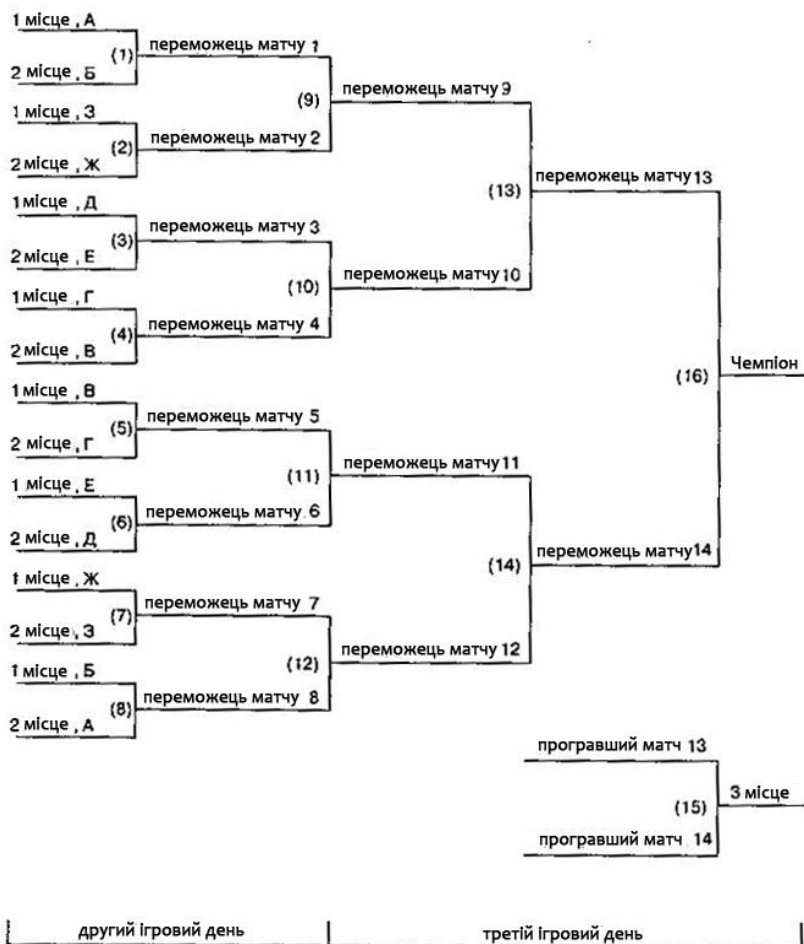 1 місце , А
(1)
переможець матчу 1
2 місце , Б
(9)
переможець матчу 9
1 місце , З
(2)
переможець матчу 2
2 місце , Ж
(13)
переможець матчу 13
1 місце , Д
(3)
переможець матчу 3
2 місце , Е
(10)
переможець матчу 10
1 місце , Г
(4)
переможець матчу 4
2 місце , В
(16)
Чемпіон
1 місце , В
(5)
переможець матчу 5
2 місце , Г
(11)
переможець матчу 11
1 місце , Е
(6)
переможець матчу 6
2 місце , Д
(14)
переможець матчу 14
1 місце , Ж
(7)
переможець матчу 7
2 місце , З
(12)
переможець матчу 12
1 місце , Б
(8)
переможець матчу 8
2 місце , А
програвший матч 13
(15)
3 місце
програвший матч 14
другий ігровий день
третій ігровий день